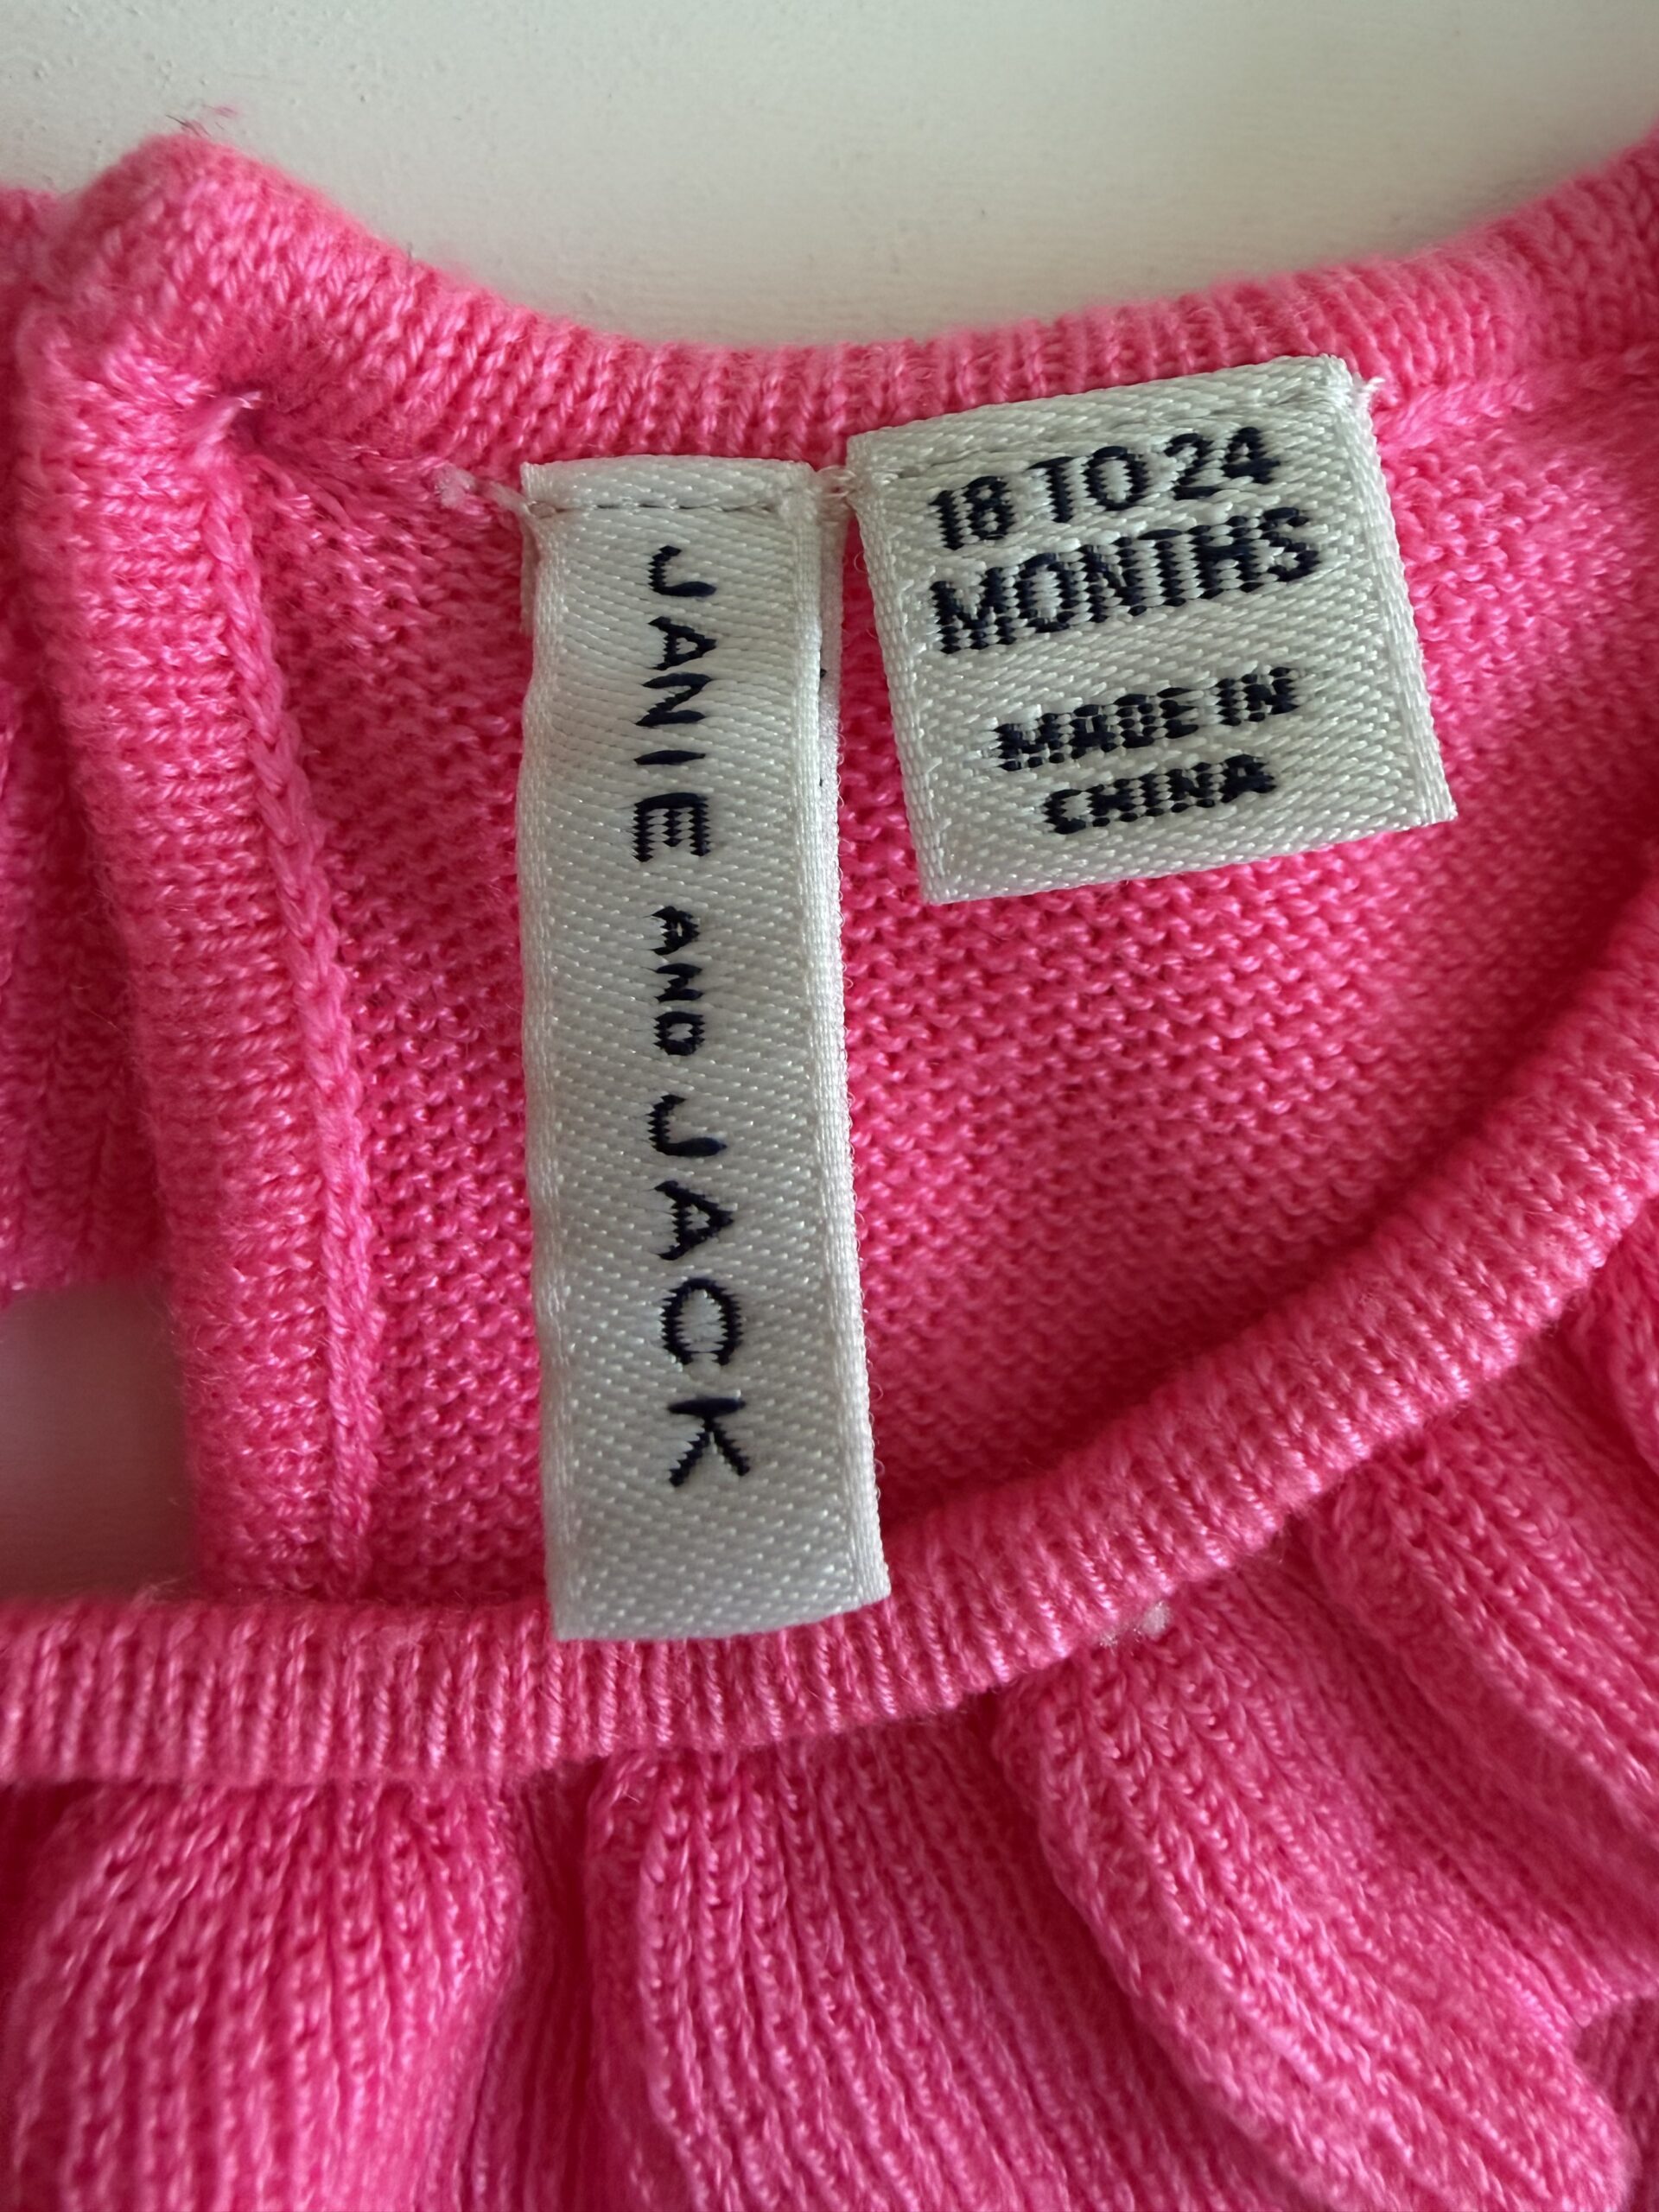 JANIE AND JACK
18 TO 24
MONTHS
MADE IN
CHINA